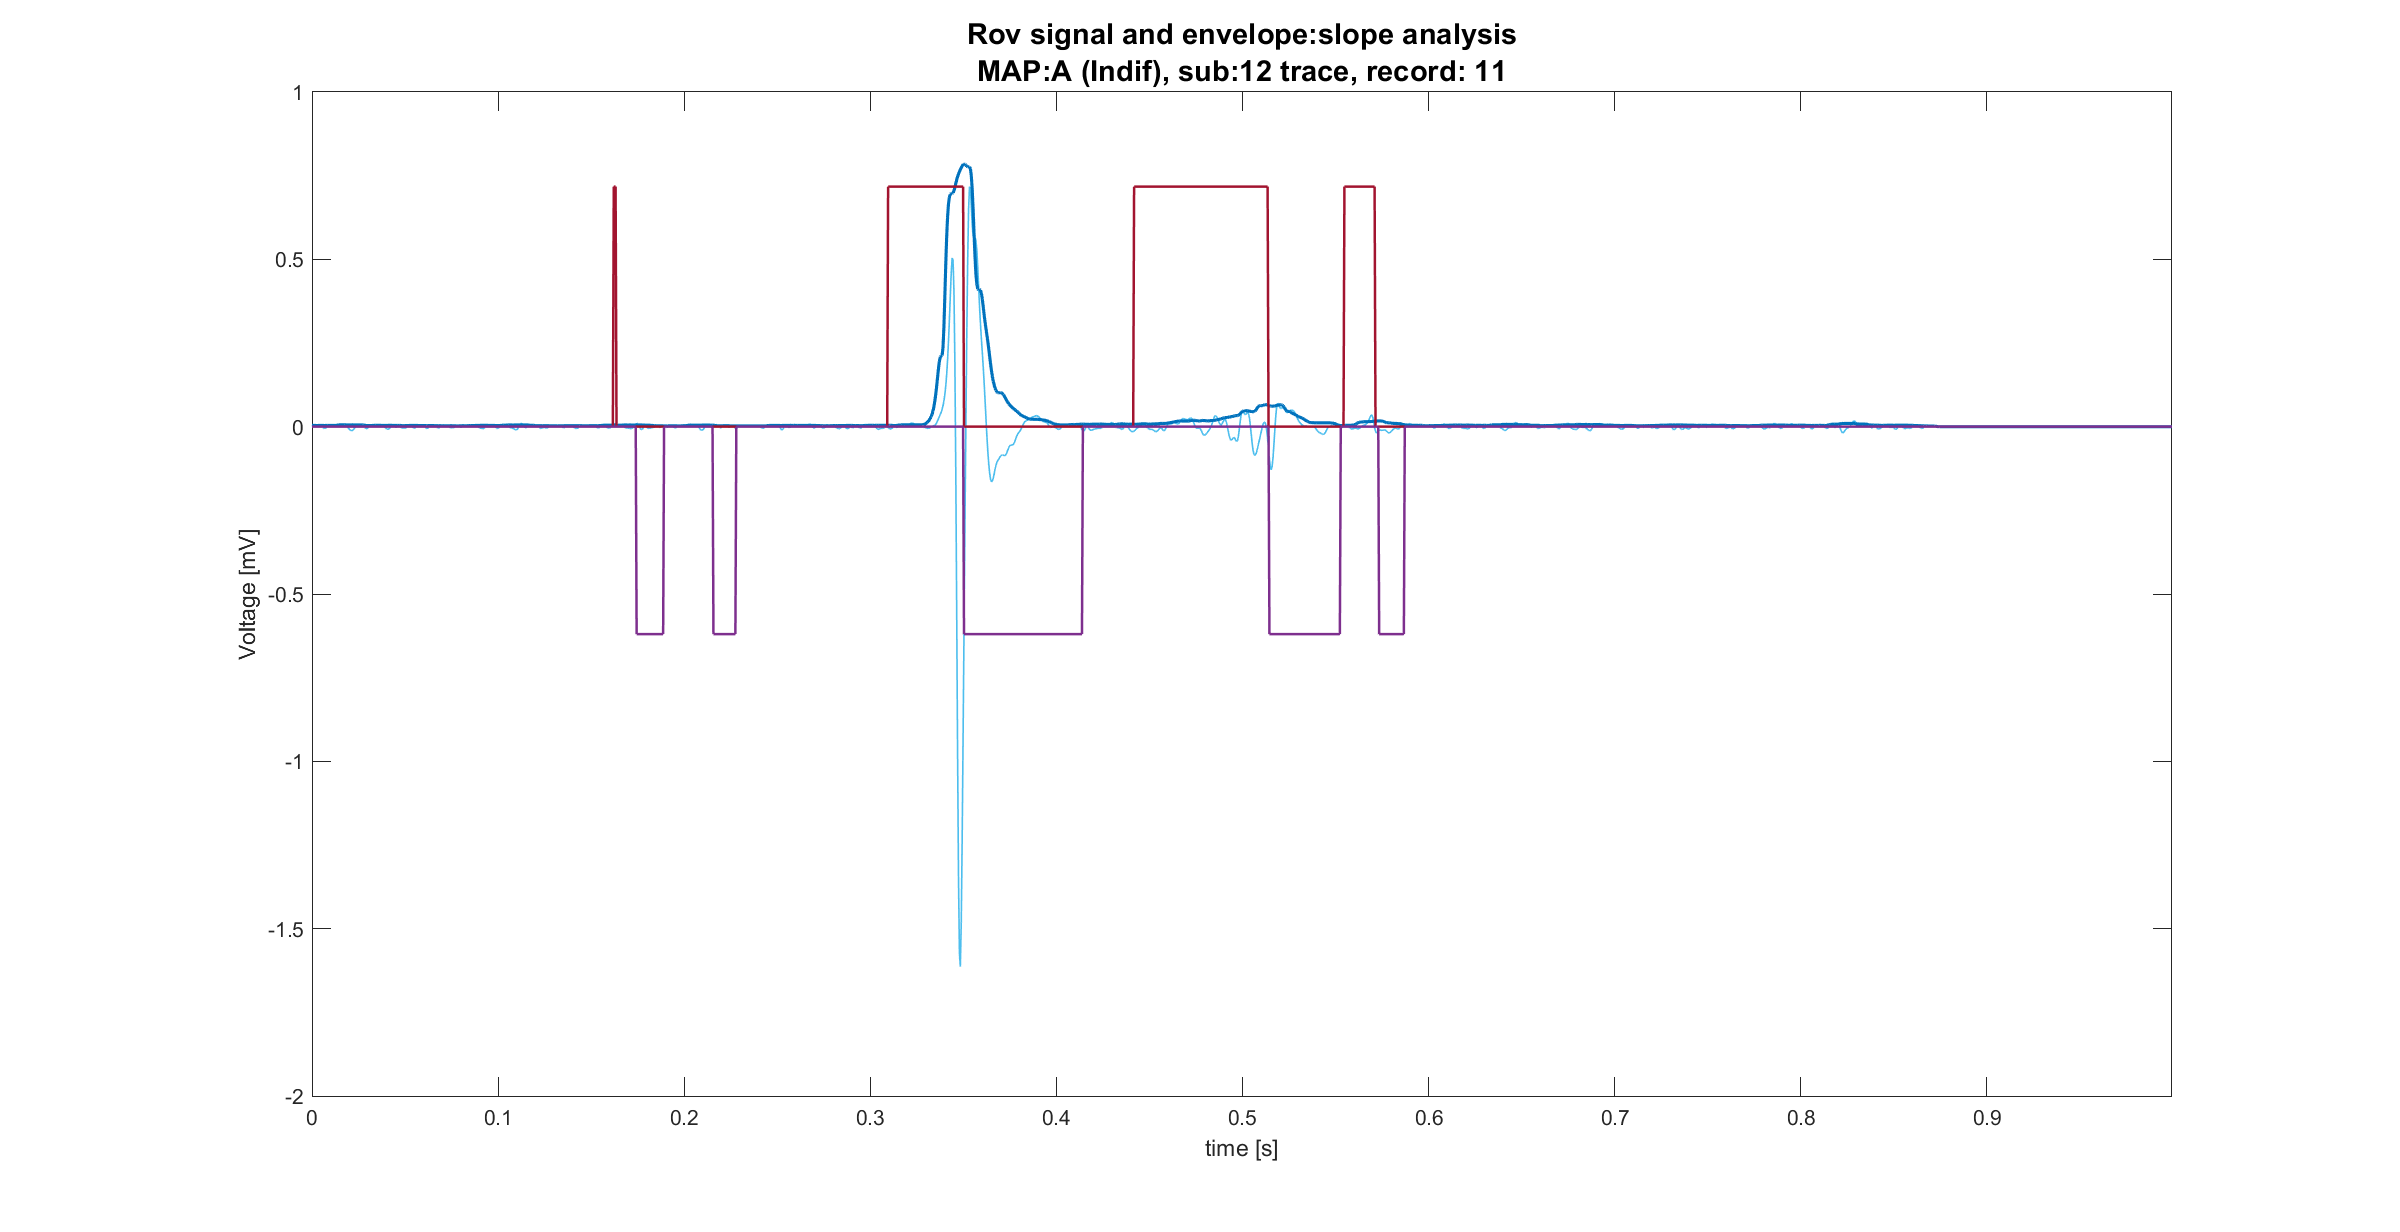 Rov signal and envelope:slope analysis
MAP:A (Indif), sub:12 trace, record: 11
1
0.5
0
-0.5
-1
-1.5
-2
Voltage [mV]
0 0.1 0.2 0.3 0.4 0.5 0.6 0.7 0.8 0.9
time [s]